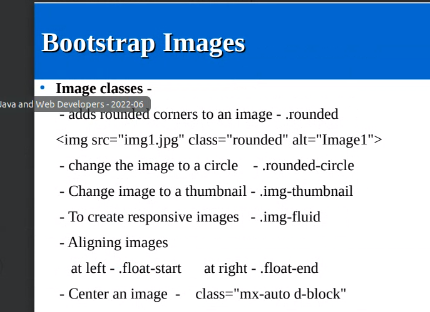 Bootstrap Images
• Image classes -
Java and Web Developers - 2022-06
- adds rounded corners to an image - .rounded
<img src="img1.jpg" class="rounded" alt="Image1">
- change the image to a circle - .rounded-circle
- Change image to a thumbnail - .img-thumbnail
- To create responsive images - .img-fluid
- Aligning images
at left - .float-start at right - .float-end
- Center an image - class="mx-auto d-block"